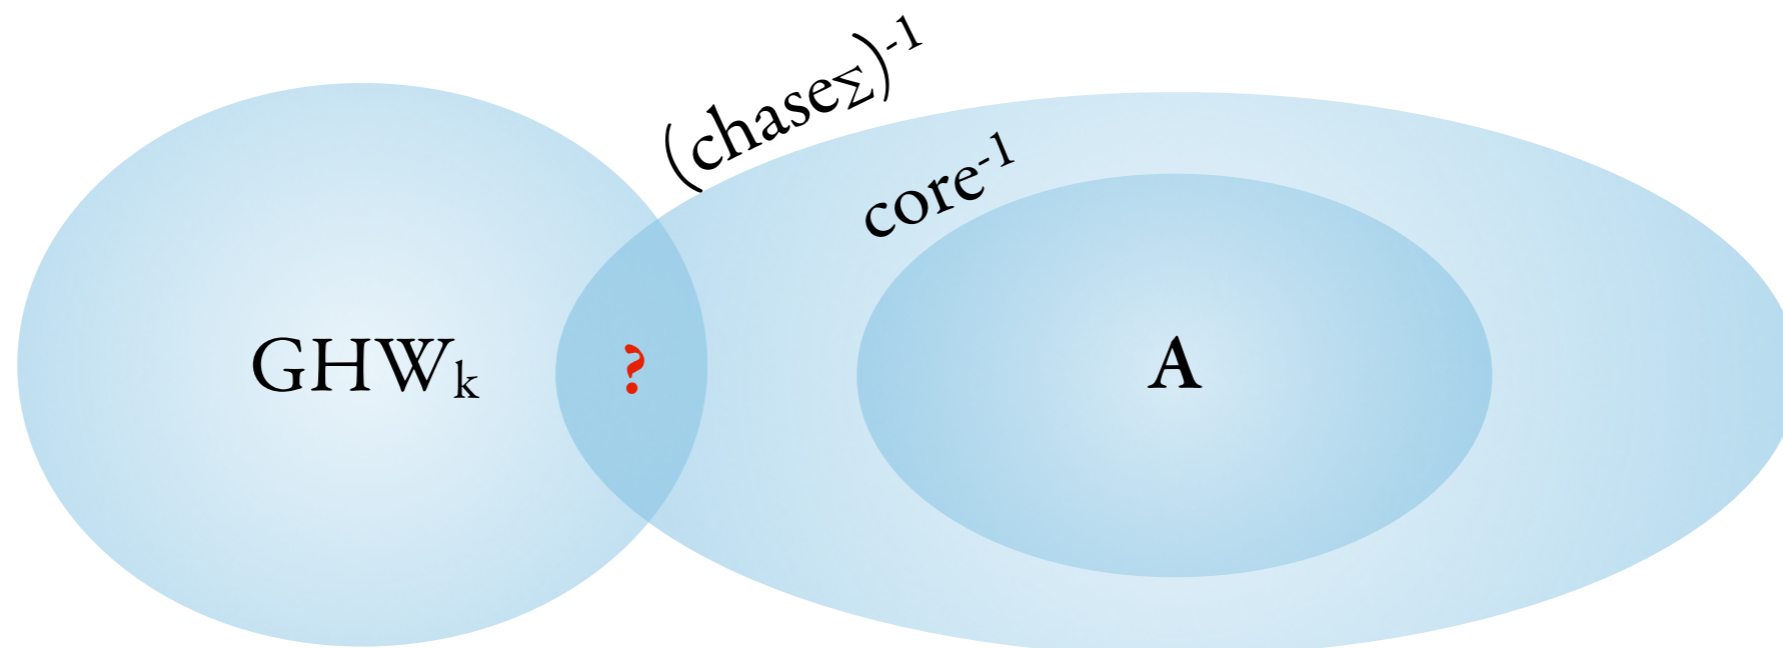 (chaseΣ)⁻¹
core⁻¹
GHWₖ
?
A